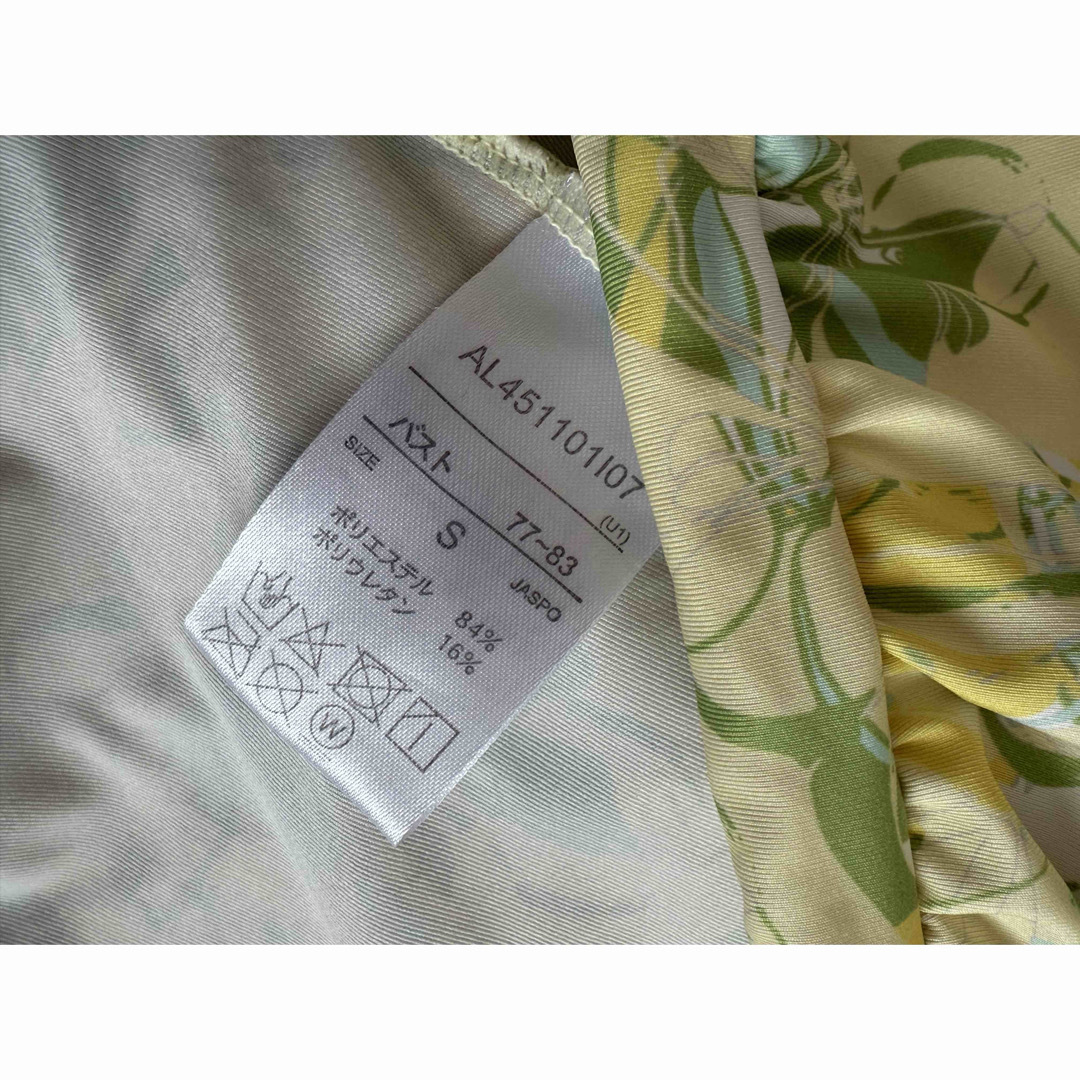 AL451101I07
(U1)
バスト 77~83
SIZE S JASPO
ポリエステル 84%
ポリウレタン 16%
W